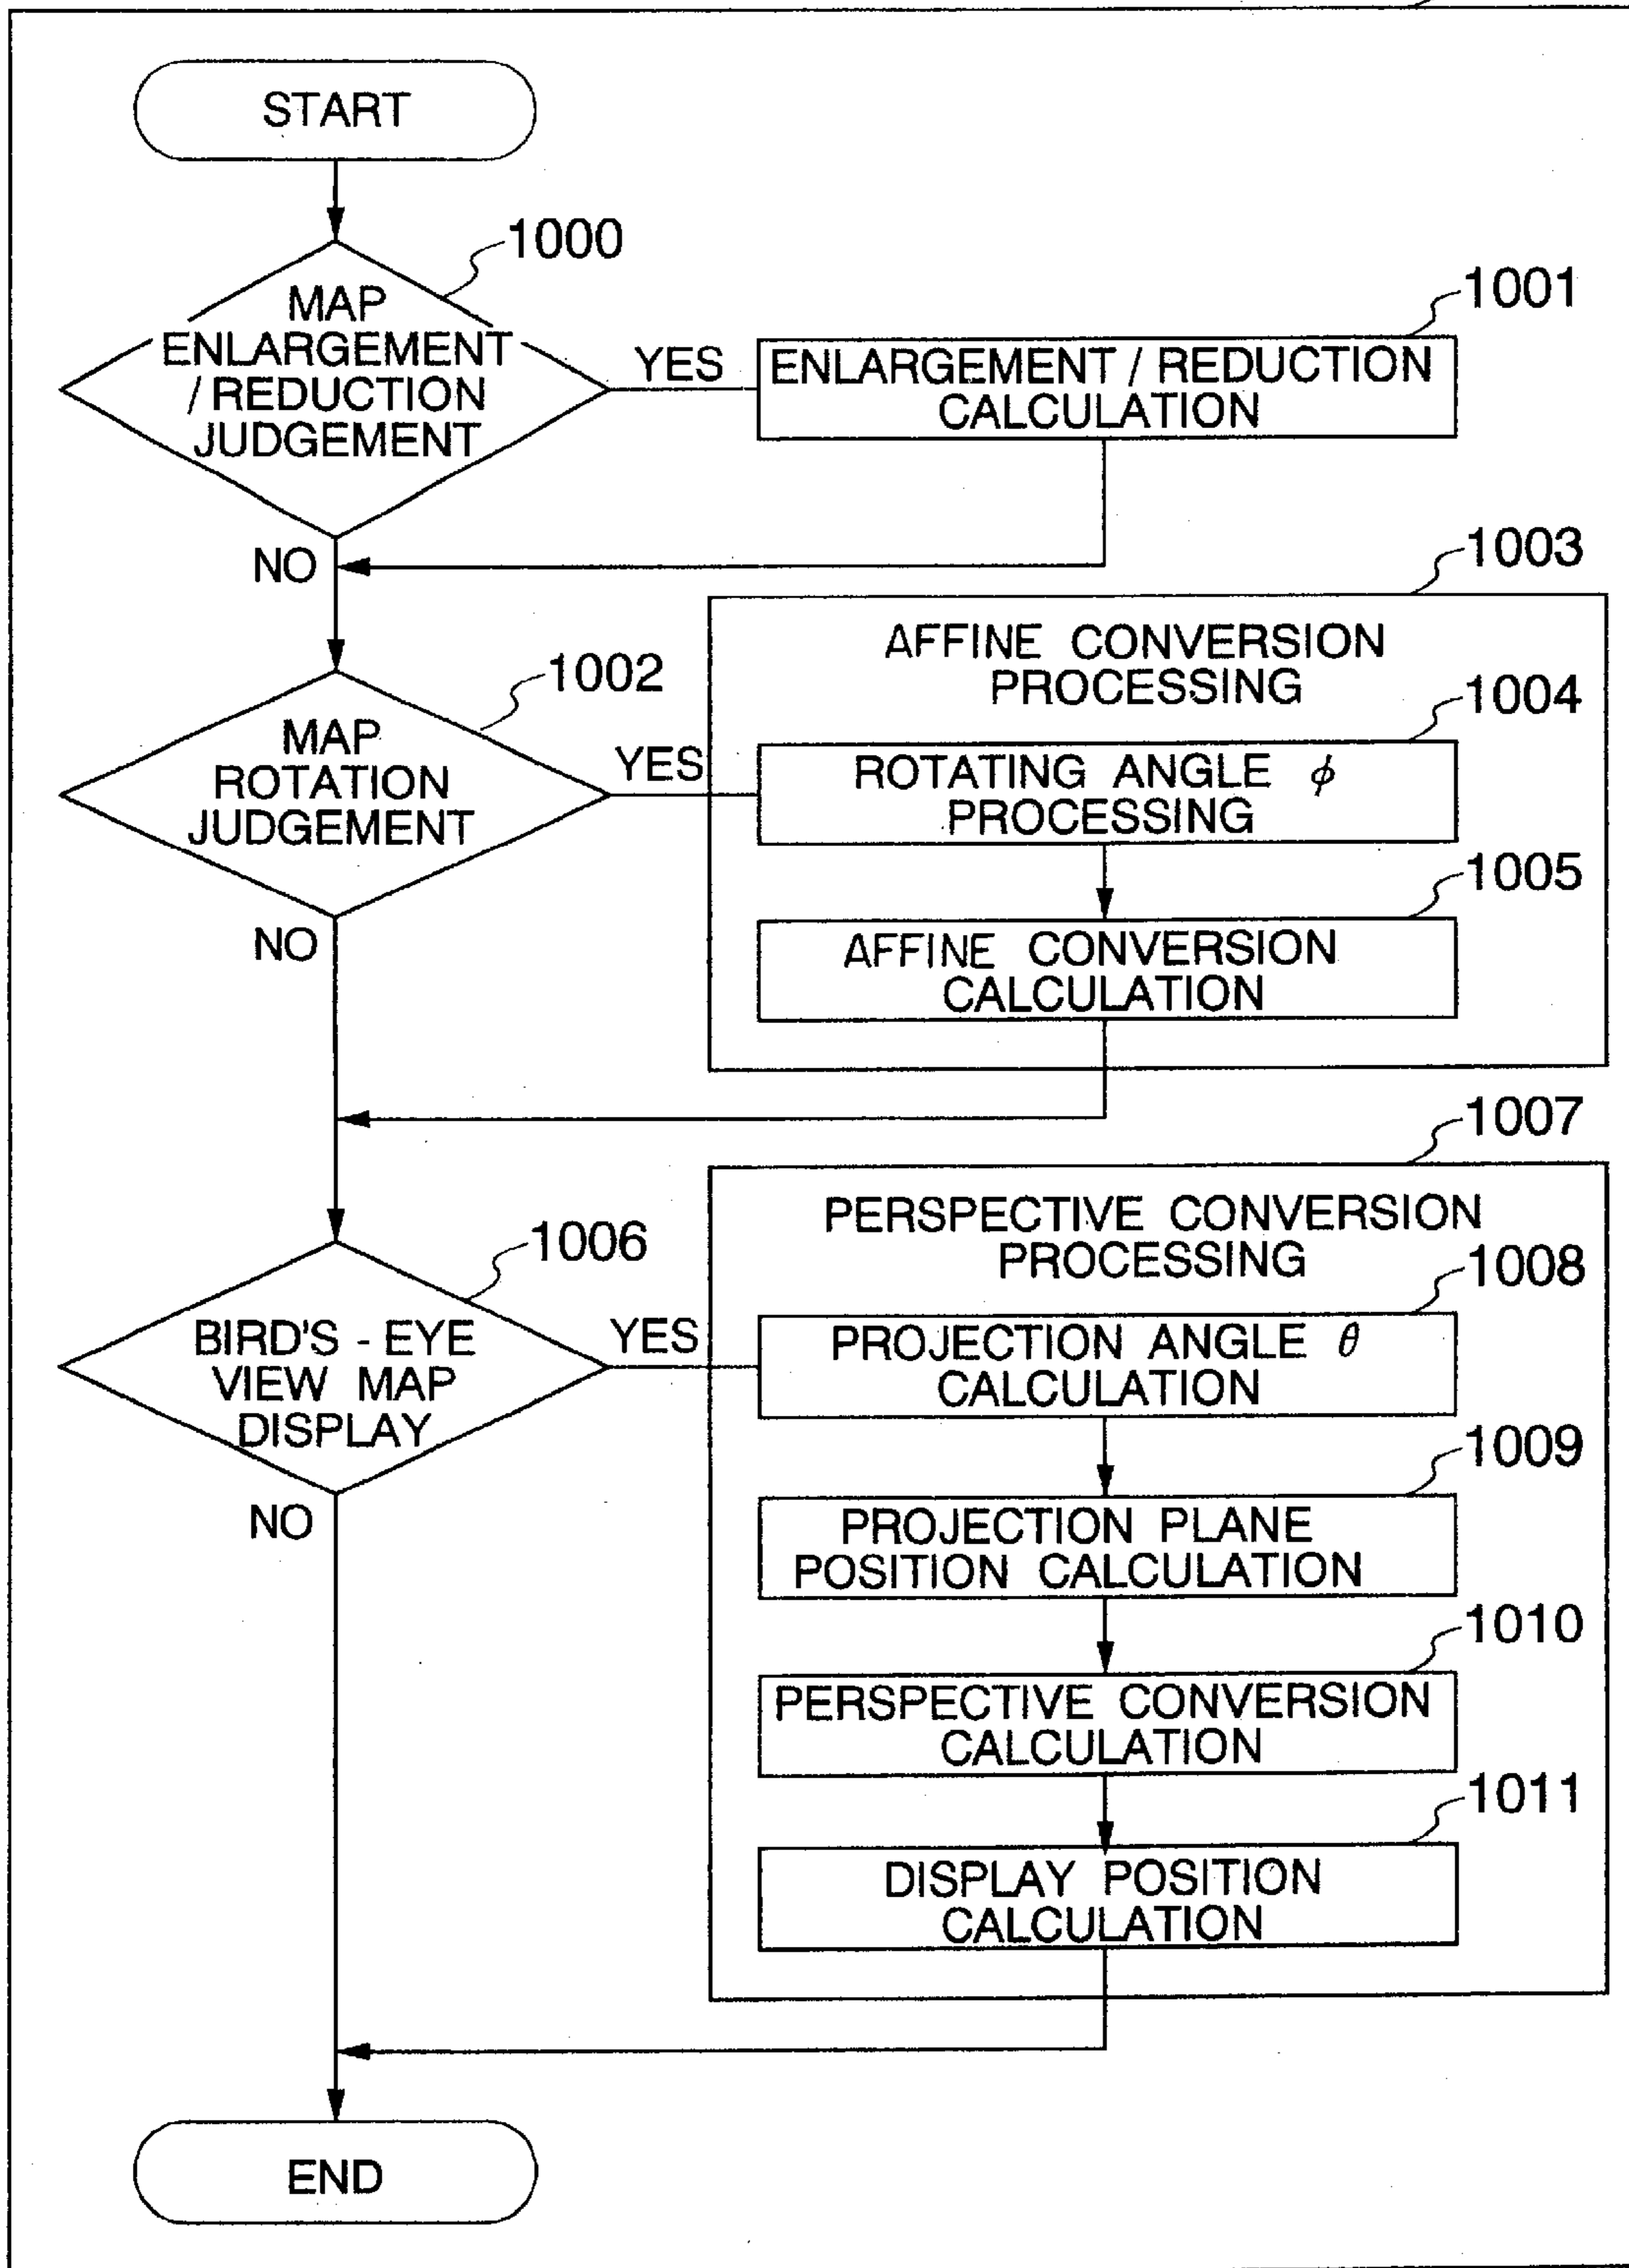 START
1000
MAP
ENLARGEMENT
/ REDUCTION
JUDGEMENT
YES
1001
ENLARGEMENT / REDUCTION
CALCULATION
NO
1002
MAP
ROTATION
JUDGEMENT
YES
1003
AFFINE CONVERSION
PROCESSING
1004
ROTATING ANGLE ϕ
PROCESSING
1005
AFFINE CONVERSION
CALCULATION
NO
1006
BIRD'S - EYE
VIEW MAP
DISPLAY
YES
1007
PERSPECTIVE CONVERSION
PROCESSING
1008
PROJECTION ANGLE θ
CALCULATION
1009
PROJECTION PLANE
POSITION CALCULATION
1010
PERSPECTIVE CONVERSION
CALCULATION
1011
DISPLAY POSITION
CALCULATION
NO
END